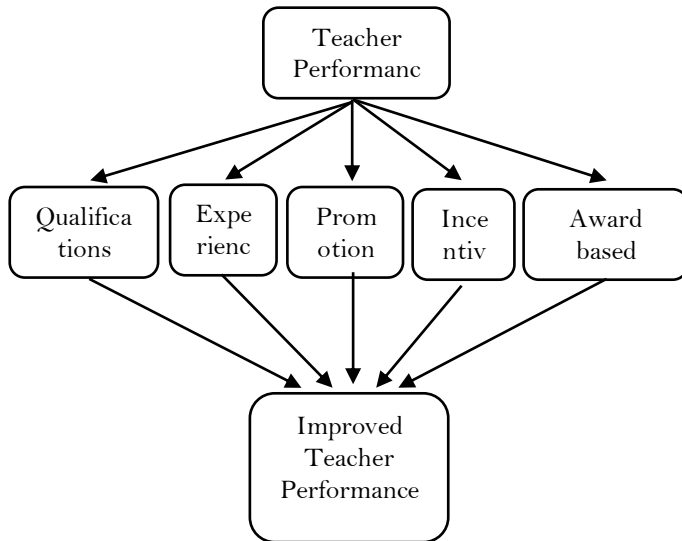 Teacher
Performanc
Qualifica
tions
Expe
rienc
Prom
otion
Ince
ntiv
Award
based
Improved
Teacher
Performance